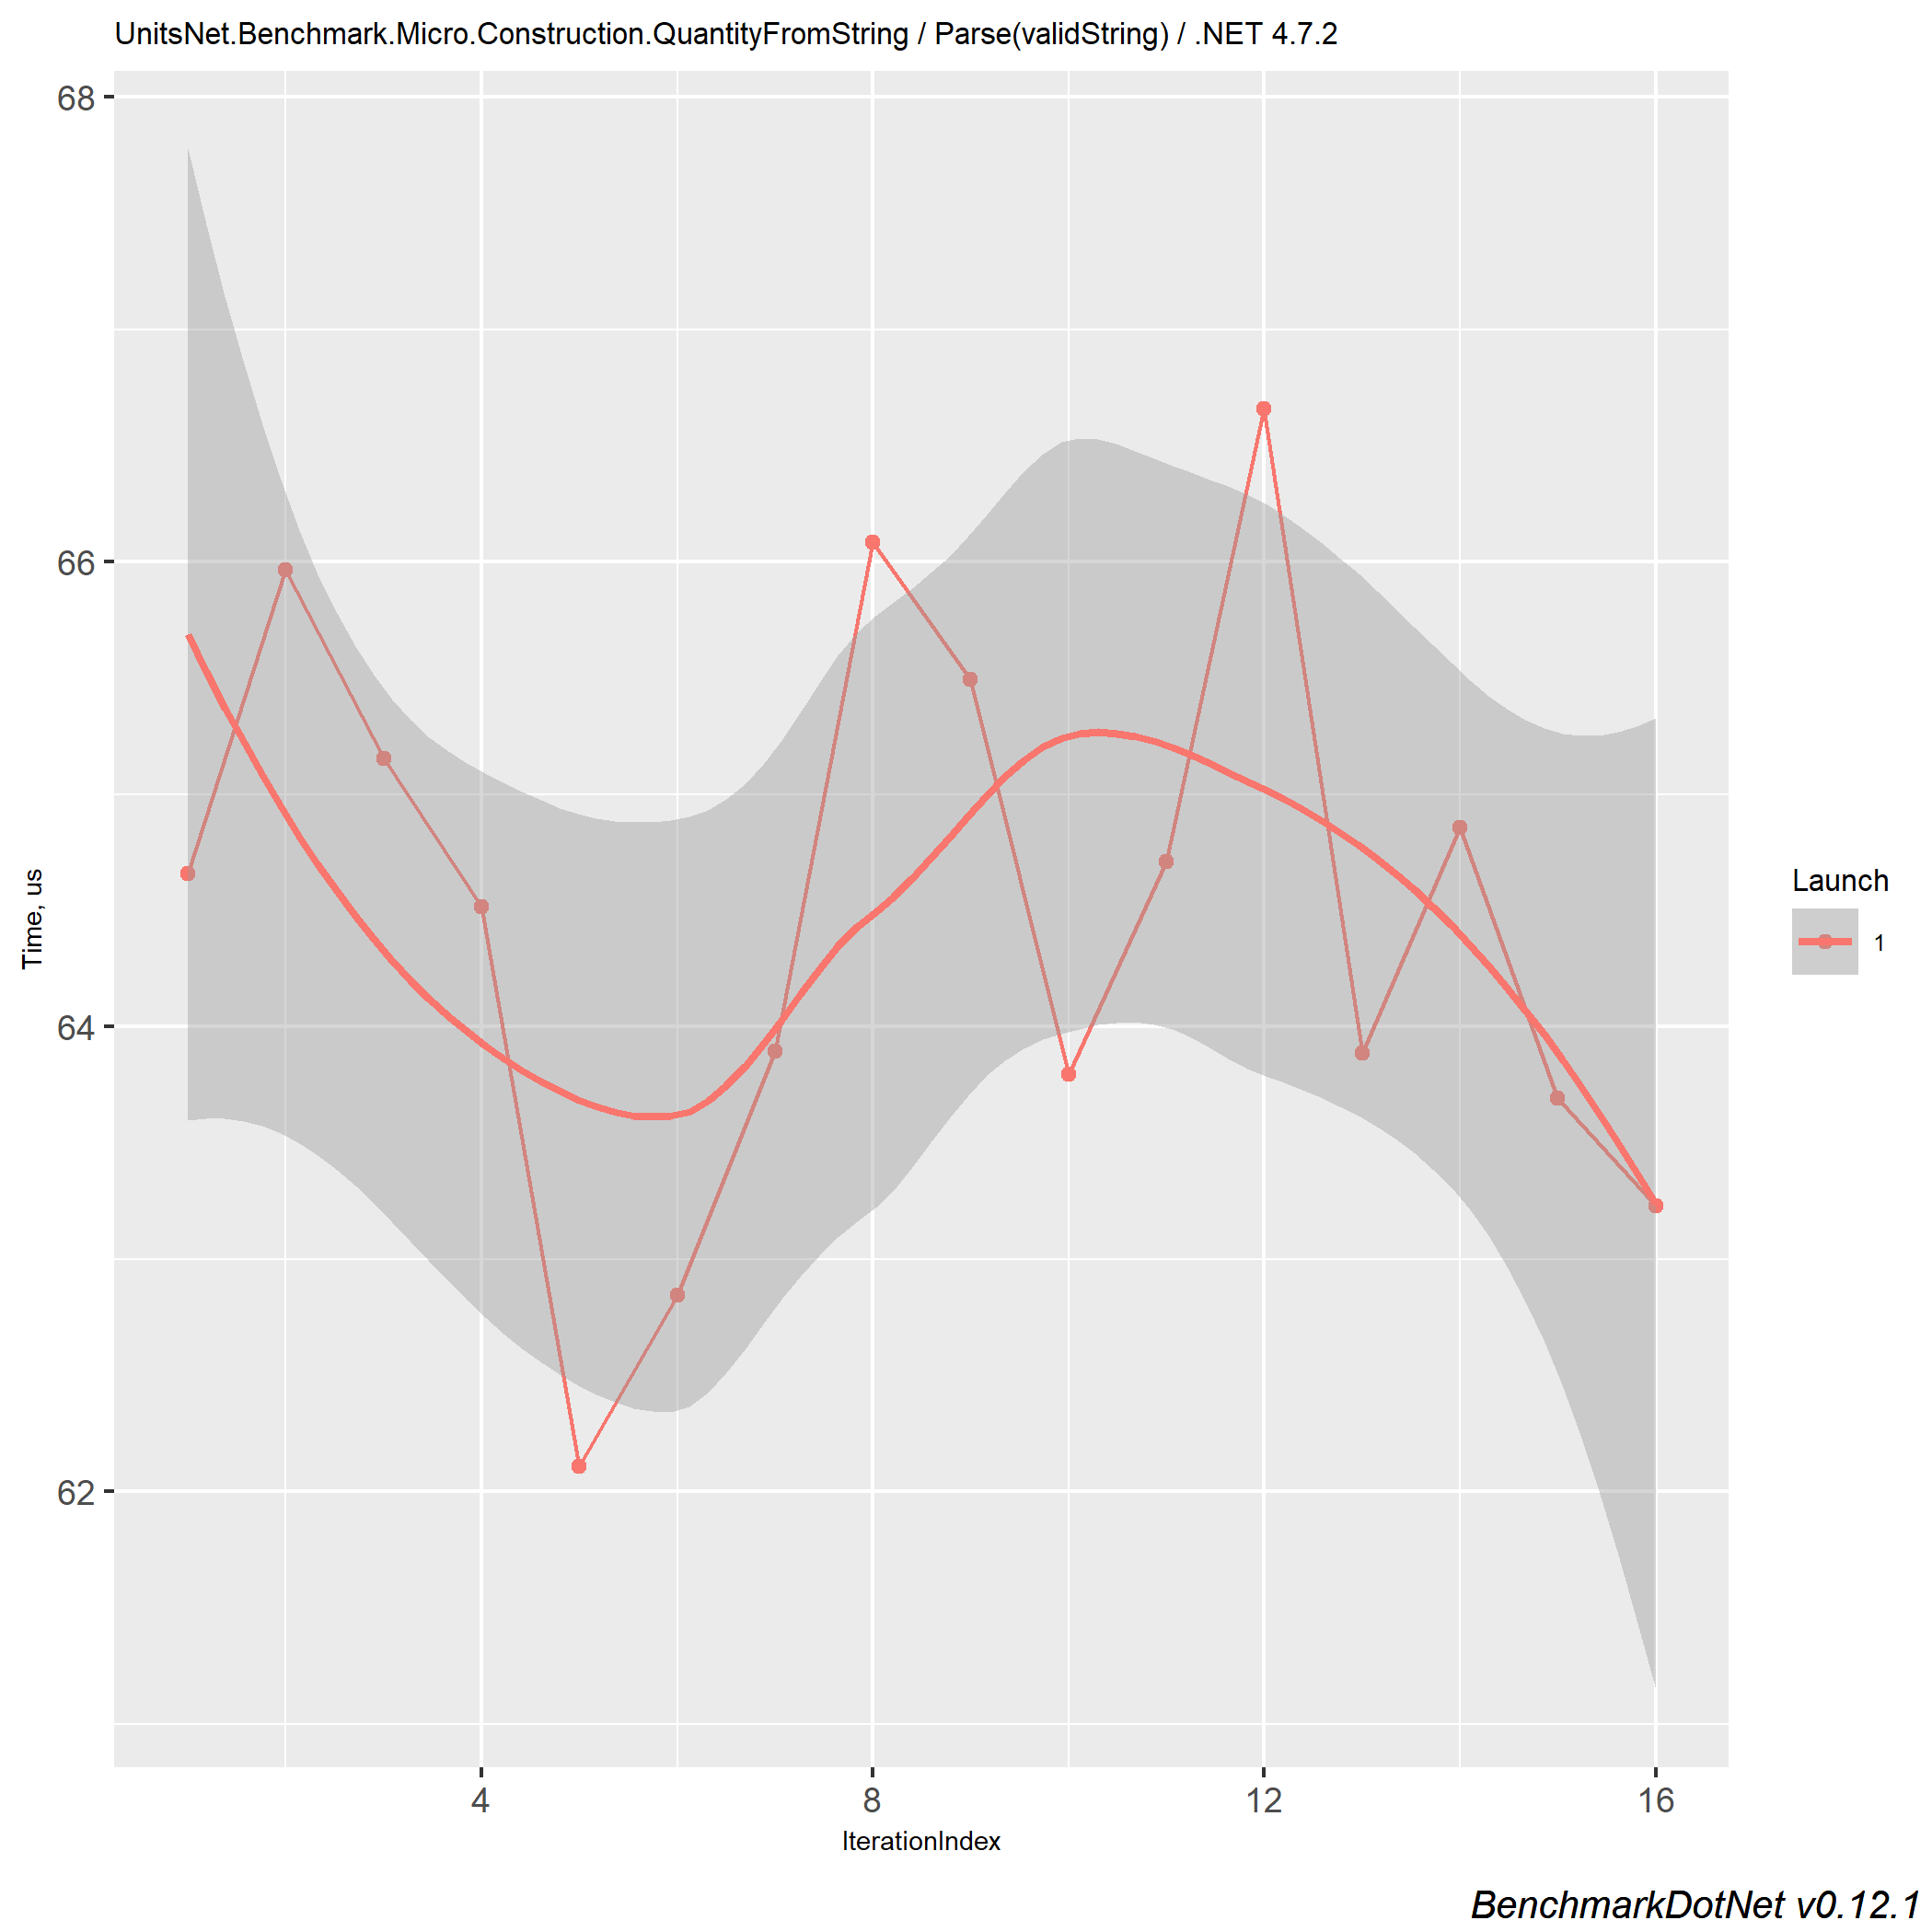 UnitsNet.Benchmark.Micro.Construction.QuantityFromString / Parse(validString) / .NET 4.7.2
68
66
64
62
Time, us
4 8 12 16
IterationIndex
Launch
1
BenchmarkDotNet v0.12.1